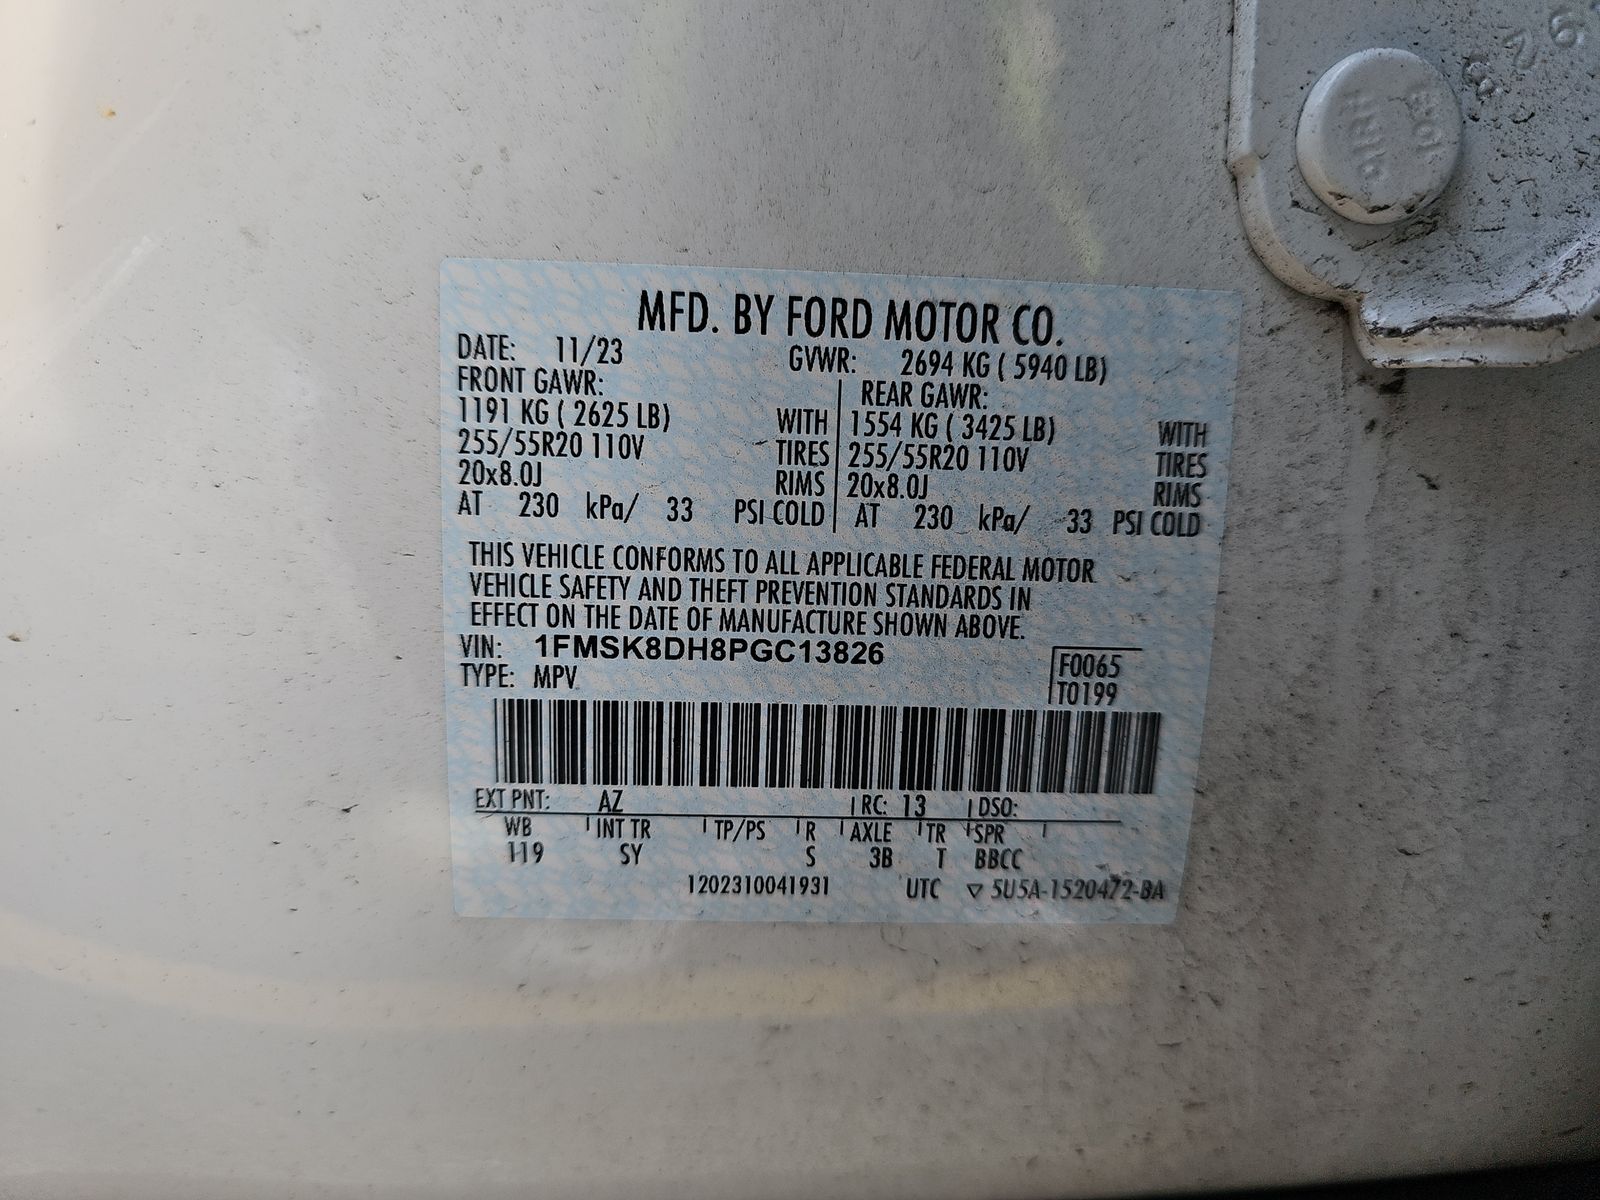 MFD. BY FORD MOTOR CO.
DATE: 11/23 GVWR: 2694 KG ( 5940 LB)
FRONT GAWR: REAR GAWR:
1191 KG ( 2625 LB) WITH 1554 KG ( 3425 LB) WITH
255/55R20 110V TIRES 255/55R20 110V TIRES
20x8.0J RIMS 20x8.0J RIMS
AT 230 kPa/ 33 PSI COLD AT 230 kPa/ 33 PSI COLD
THIS VEHICLE CONFORMS TO ALL APPLICABLE FEDERAL MOTOR
VEHICLE SAFETY AND THEFT PREVENTION STANDARDS IN
EFFECT ON THE DATE OF MANUFACTURE SHOWN ABOVE.
VIN: 1FMSK8DH8PGC13826
TYPE: MPV
F0065
T0199
EXT PNT: AZ RC: 13 DSO:
WB INT TR TP/PS R AXLE TR SPR
119 SY S 3B T BBCC
1202310041931 UTC ▽ 5U5A-1520472-BA